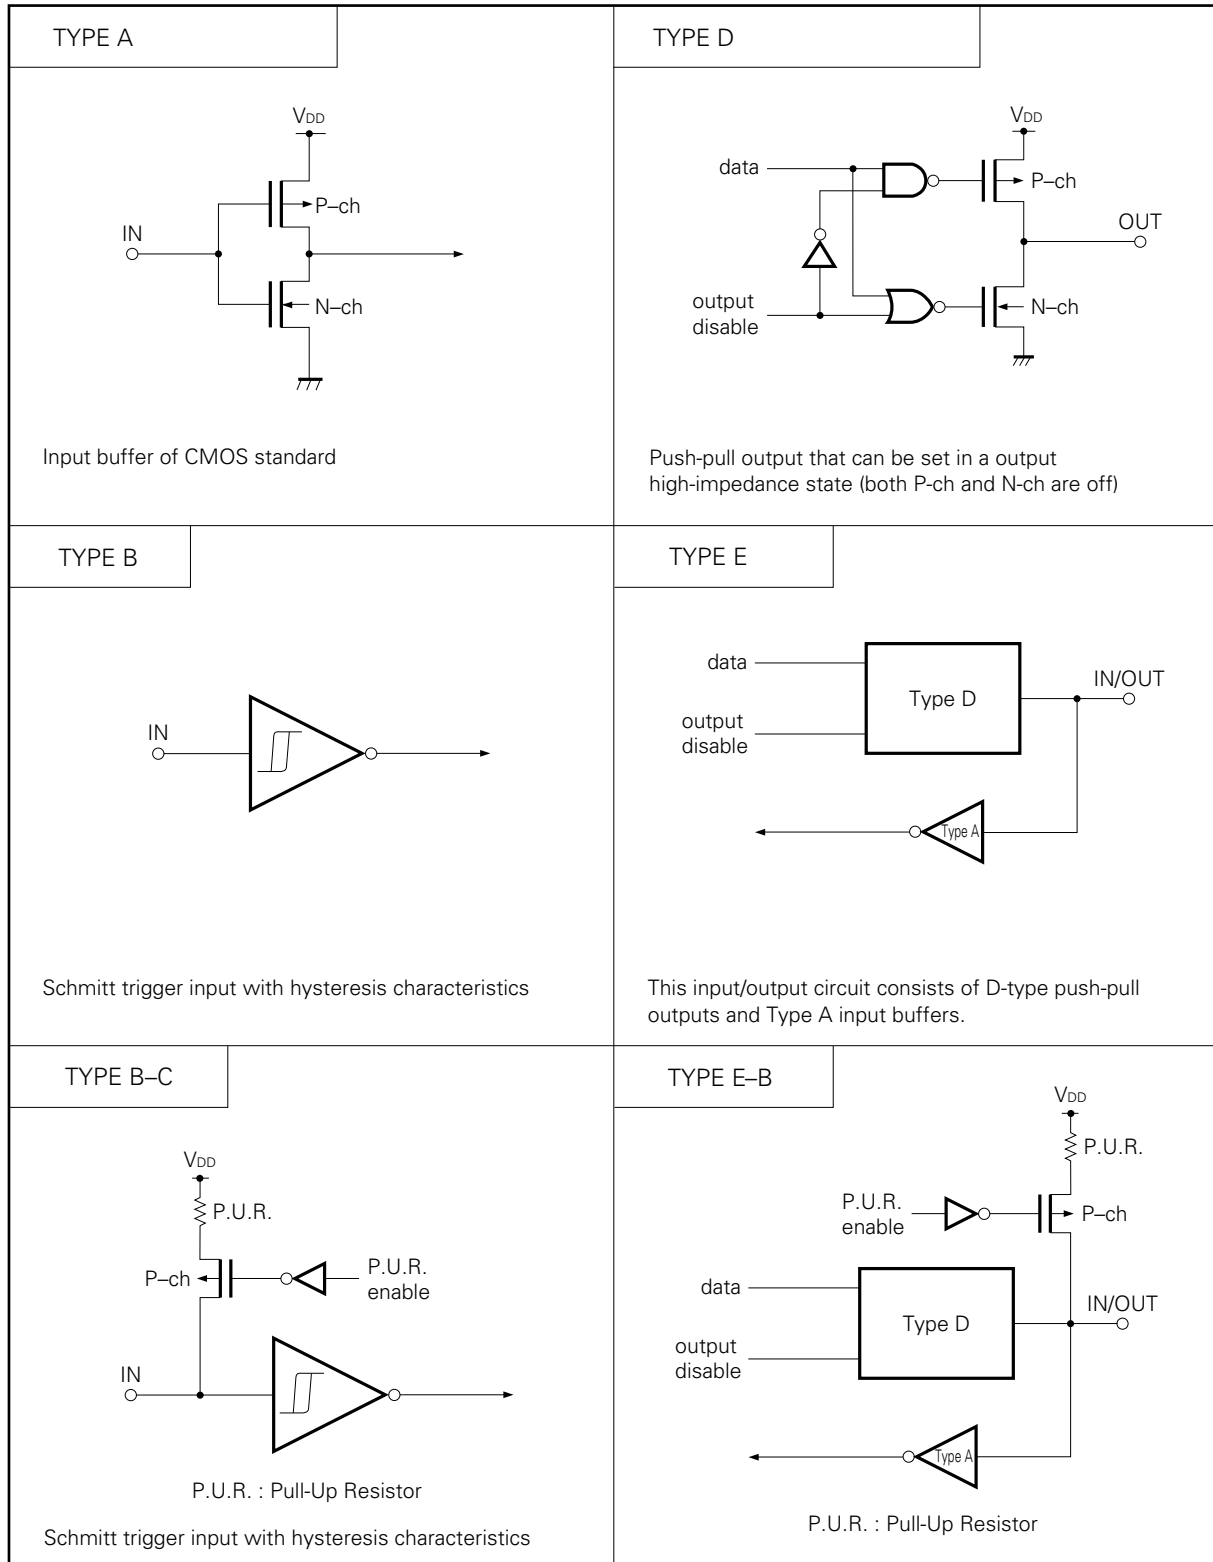 TYPE A
VDD
P–ch
IN
N–ch
Input buffer of CMOS standard
TYPE D
VDD
data
P–ch
OUT
output
disable
N–ch
Push-pull output that can be set in a output
high-impedance state (both P-ch and N-ch are off)
TYPE B
IN
Schmitt trigger input with hysteresis characteristics
TYPE E
data
Type D
IN/OUT
output
disable
Type A
This input/output circuit consists of D-type push-pull
outputs and Type A input buffers.
TYPE B–C
VDD
P.U.R.
P–ch
P.U.R.
enable
IN
P.U.R. : Pull-Up Resistor
Schmitt trigger input with hysteresis characteristics
TYPE E–B
VDD
P.U.R.
P.U.R.
enable
P–ch
data
Type D
IN/OUT
output
disable
Type A
P.U.R. : Pull-Up Resistor